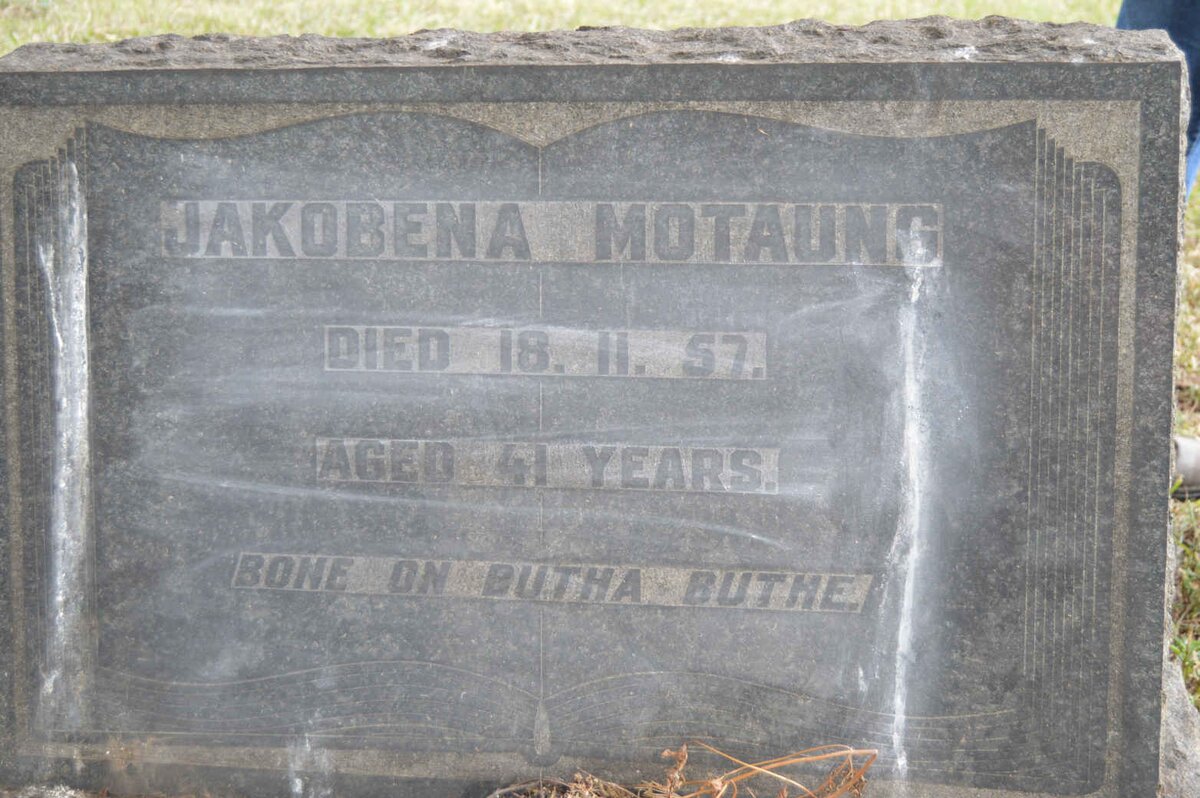 JAKOBENA MOTAUNG
DIED 18. 11. 57.
AGED 41 YEARS.
BONE ON BUTHA BUTHE.